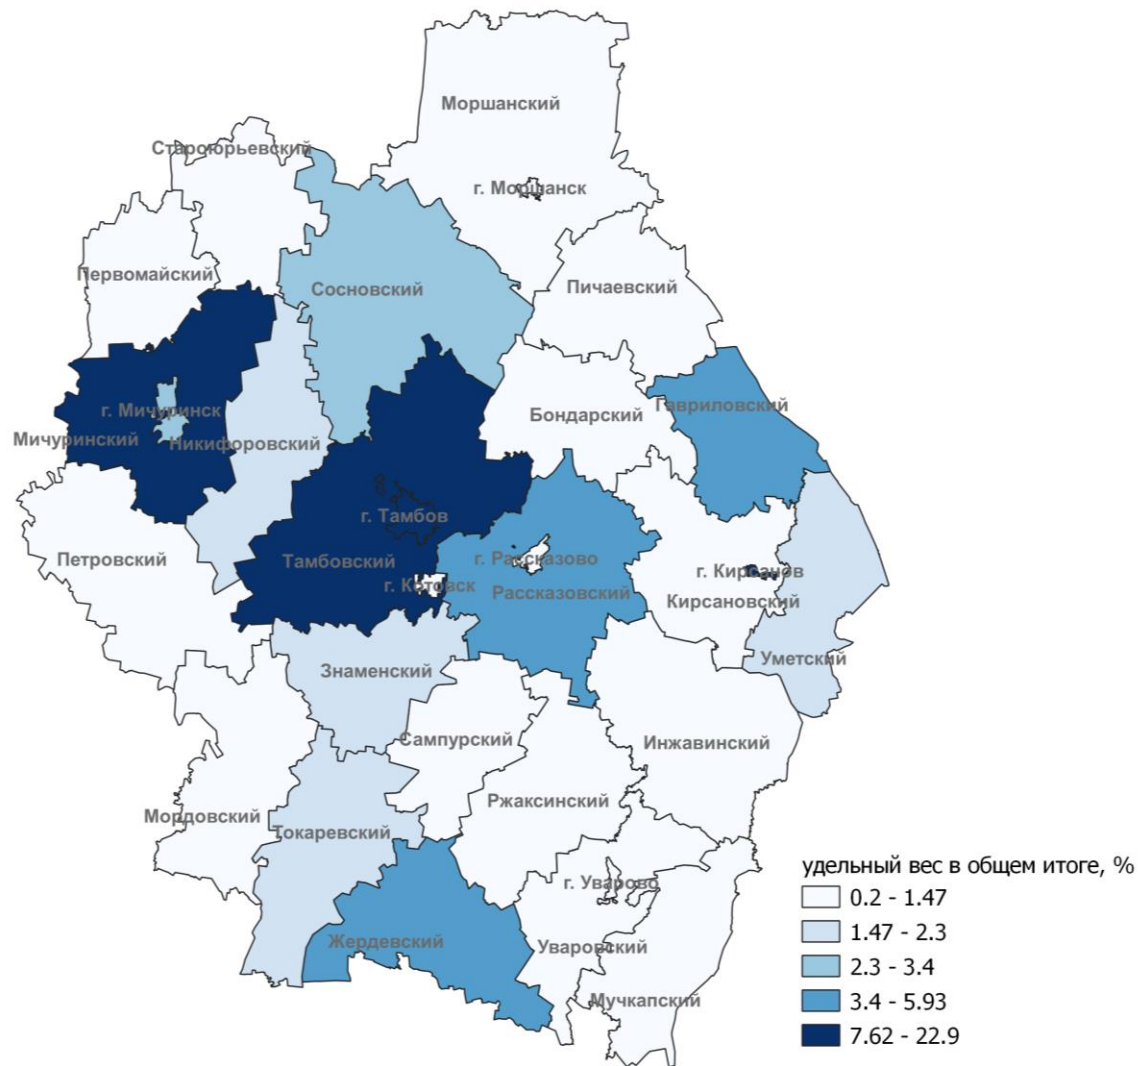 Моршанский
Староюрьевский
г. Моршанск
Первомайский
Сосновский
Пичаевский
г. Мичуринск
Бондарский
Гавриловский
Мичуринский
Никифоровский
г. Тамбов
Петровский
Тамбовский
г. Рассказово
г. Кирсанов
г. Котовск
Рассказовский
Кирсановский
Знаменский
Уметский
Сампурский
Инжавинский
Ржаксинский
Мордовский
Токаревский
удельный вес в общем итоге, %
г. Уварово
0.2 - 1.47
1.47 - 2.3
Жердевский
Уваровский
2.3 - 3.4
Мучкапский
3.4 - 5.93
7.62 - 22.9